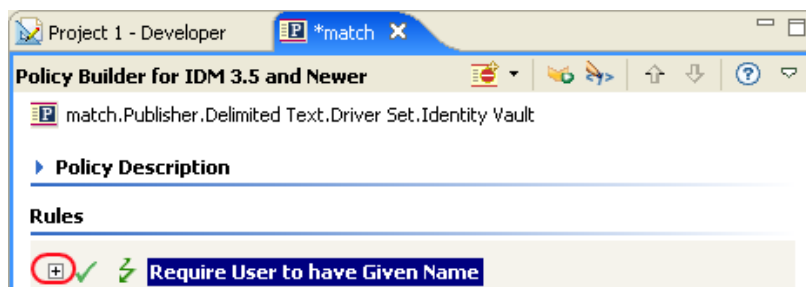 Project 1 - Developer
*match
Policy Builder for IDM 3.5 and Newer
match.Publisher.Delimited Text.Driver Set.Identity Vault
Policy Description
Rules
Require User to have Given Name